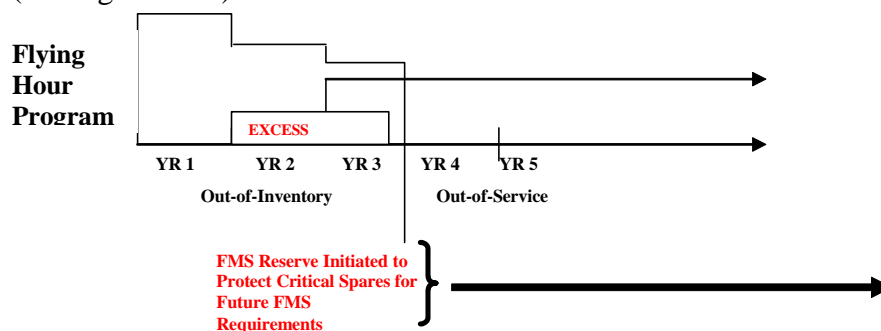 Flying
Hour
Program
EXCESS
YR 1 YR 2 YR 3 YR 4 YR 5
Out-of-Inventory Out-of-Service
FMS Reserve Initiated to
Protect Critical Spares for
Future FMS
Requirements